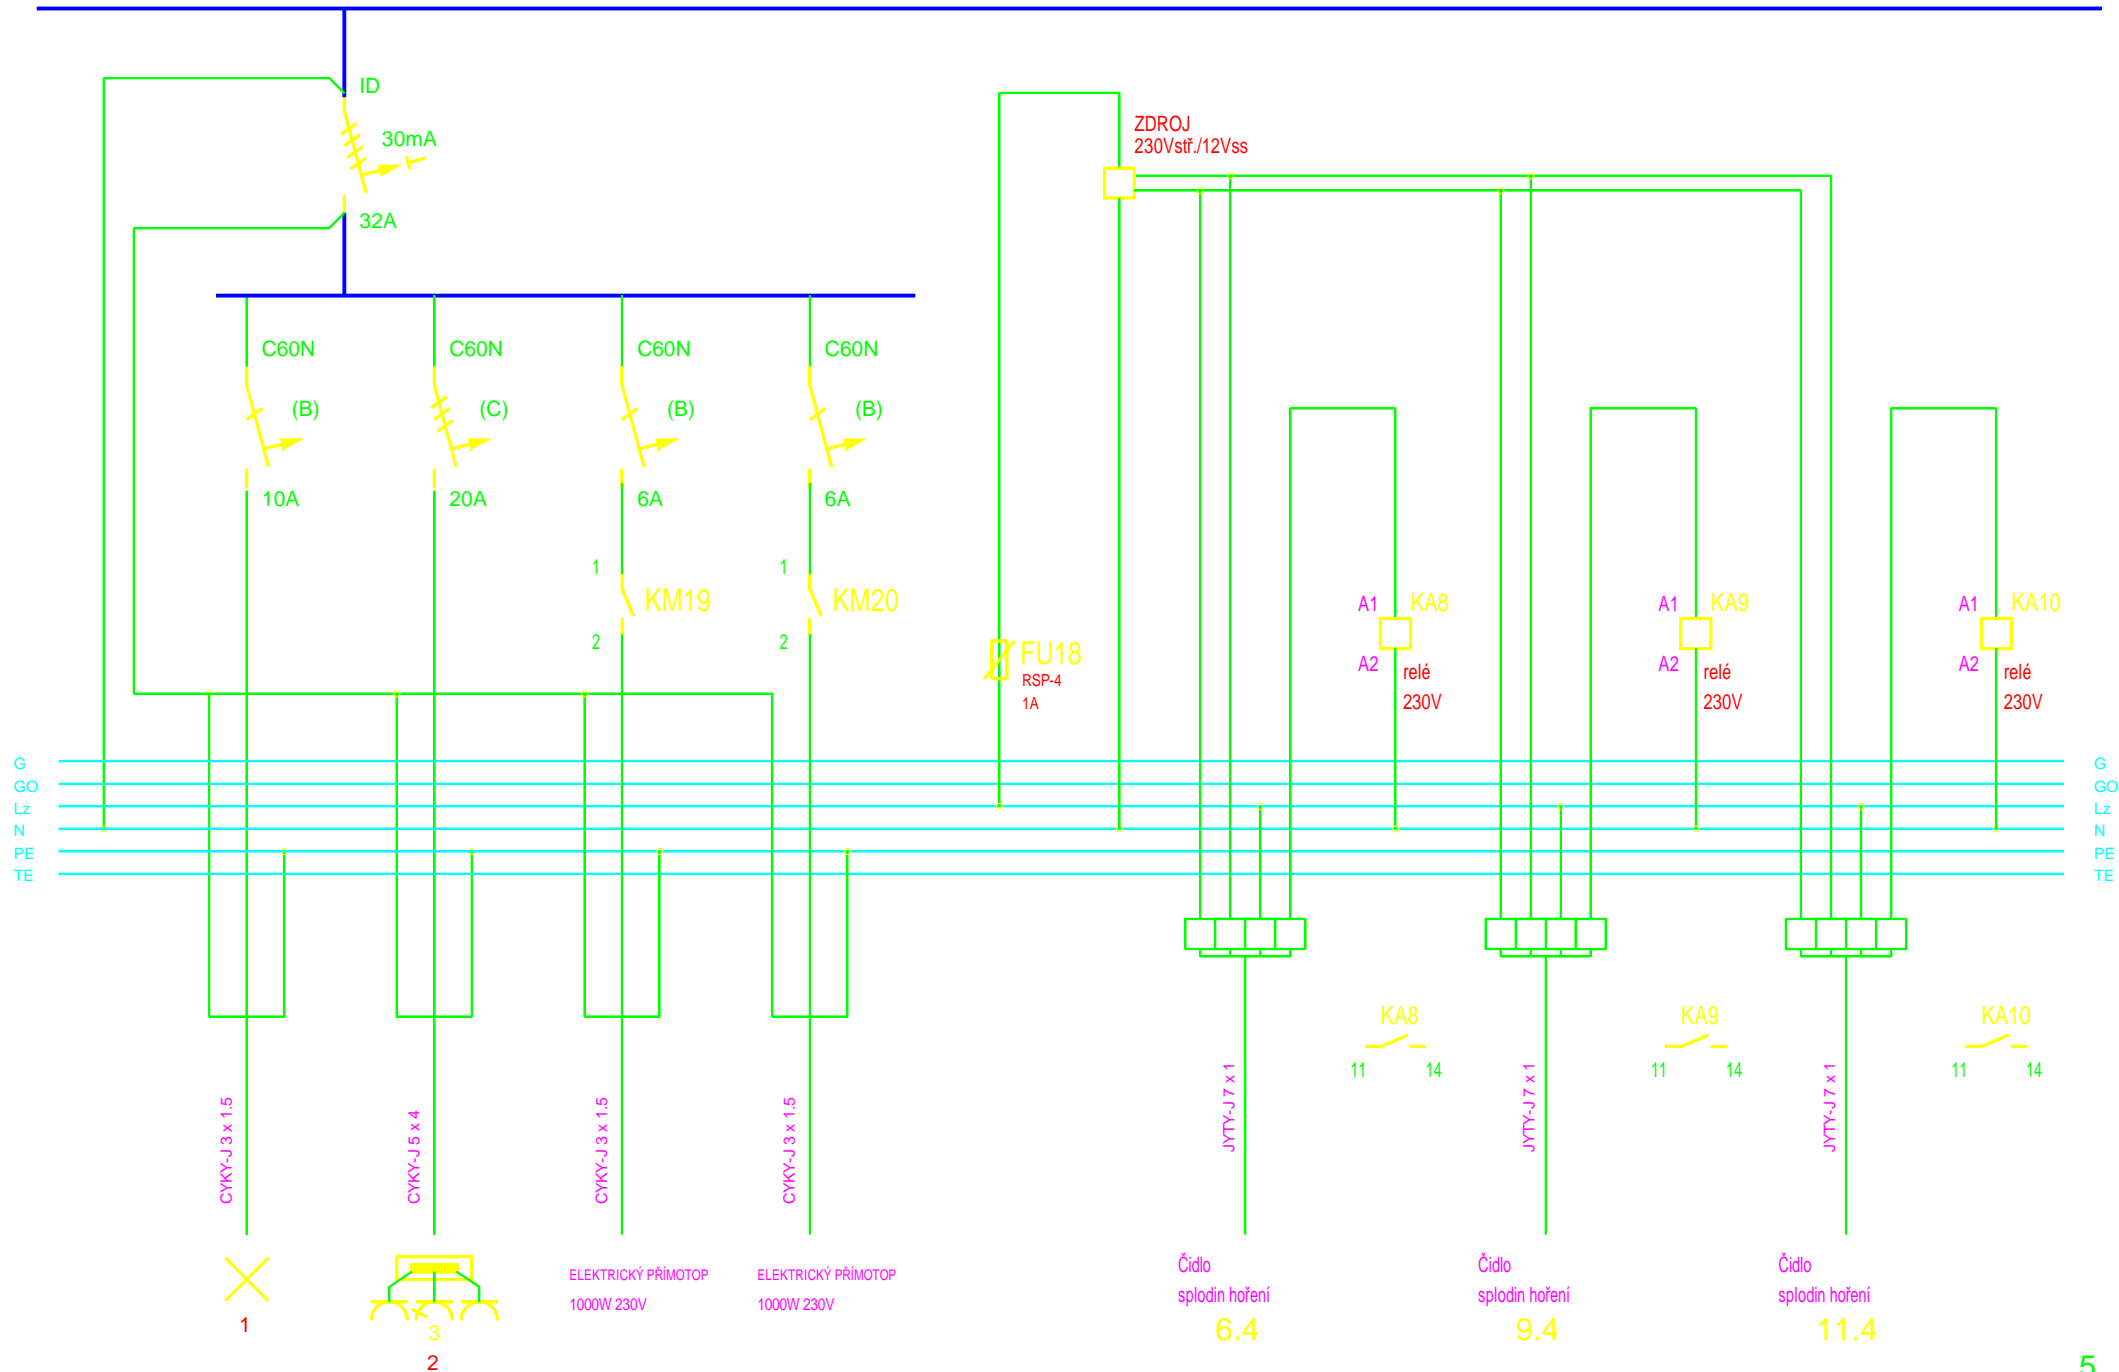 ID
30mA
32A
ZDROJ
230Vstř./12Vss
C60N
C60N
C60N
C60N
(B)
(C)
(B)
(B)
10A
20A
6A
6A
1
KM19
2
1
KM20
2
FU18
RSP-4
1A
A1 KA8
A2 relé
230V
A1 KA9
A2 relé
230V
A1 KA10
A2 relé
230V
G
GO
Lz
N
PE
TE
G
GO
Lz
N
PE
TE
KA8
11 14
KA9
11 14
KA10
11 14
CYKY-J 3 x 1.5
CYKY-J 5 x 4
CYKY-J 3 x 1.5
CYKY-J 3 x 1.5
JYTY-J 7 x 1
JYTY-J 7 x 1
JYTY-J 7 x 1
1
3
2
ELEKTRICKÝ PŘÍMOTOP
1000W 230V
ELEKTRICKÝ PŘÍMOTOP
1000W 230V
Čidlo
splodin hoření
6.4
Čidlo
splodin hoření
9.4
Čidlo
splodin hoření
11.4
5